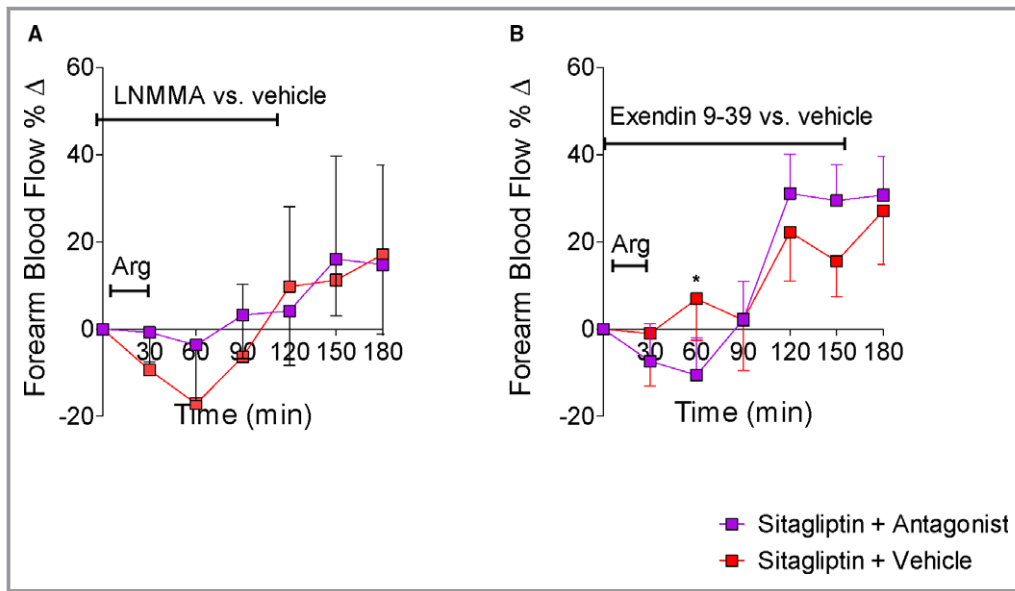 A
Forearm Blood Flow % Δ
60
40
20
0
-20
LNMMA vs. vehicle
Arg
30 60 90 120 150 180
Time (min)
B
Forearm Blood Flow % Δ
60
40
20
0
-20
Exendin 9-39 vs. vehicle
Arg
*
30 60 90 120 150 180
Time (min)
Sitagliptin + Antagonist
Sitagliptin + Vehicle